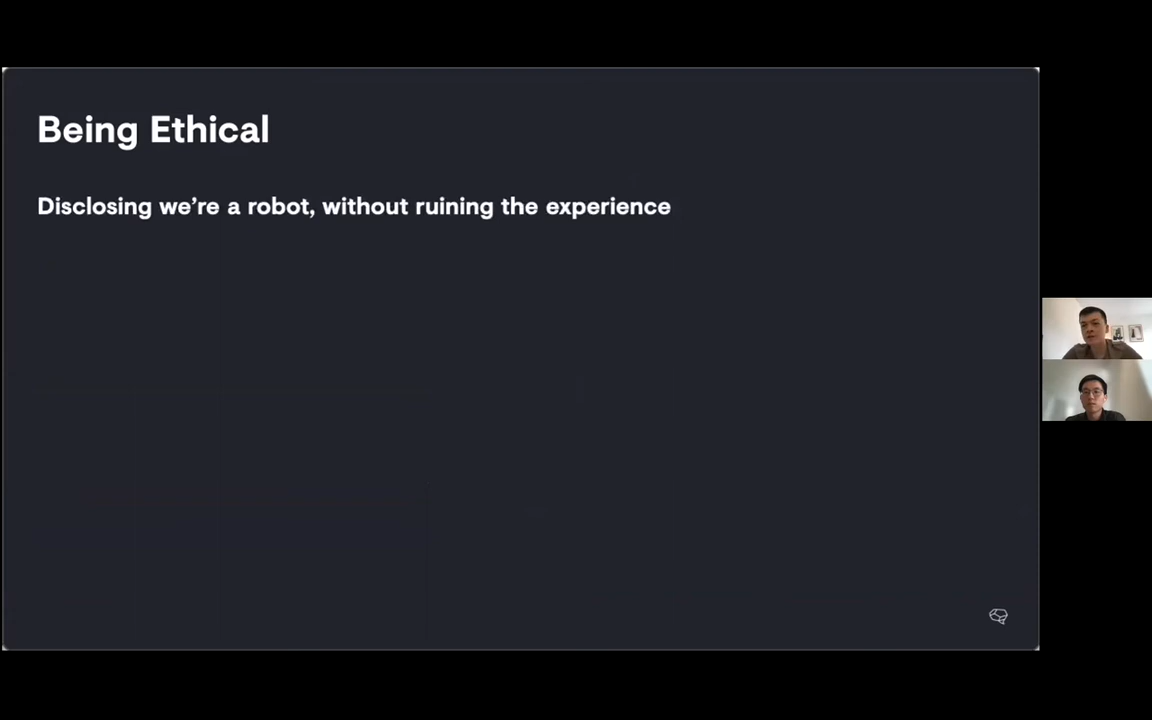 Being Ethical
Disclosing we’re a robot, without ruining the experience